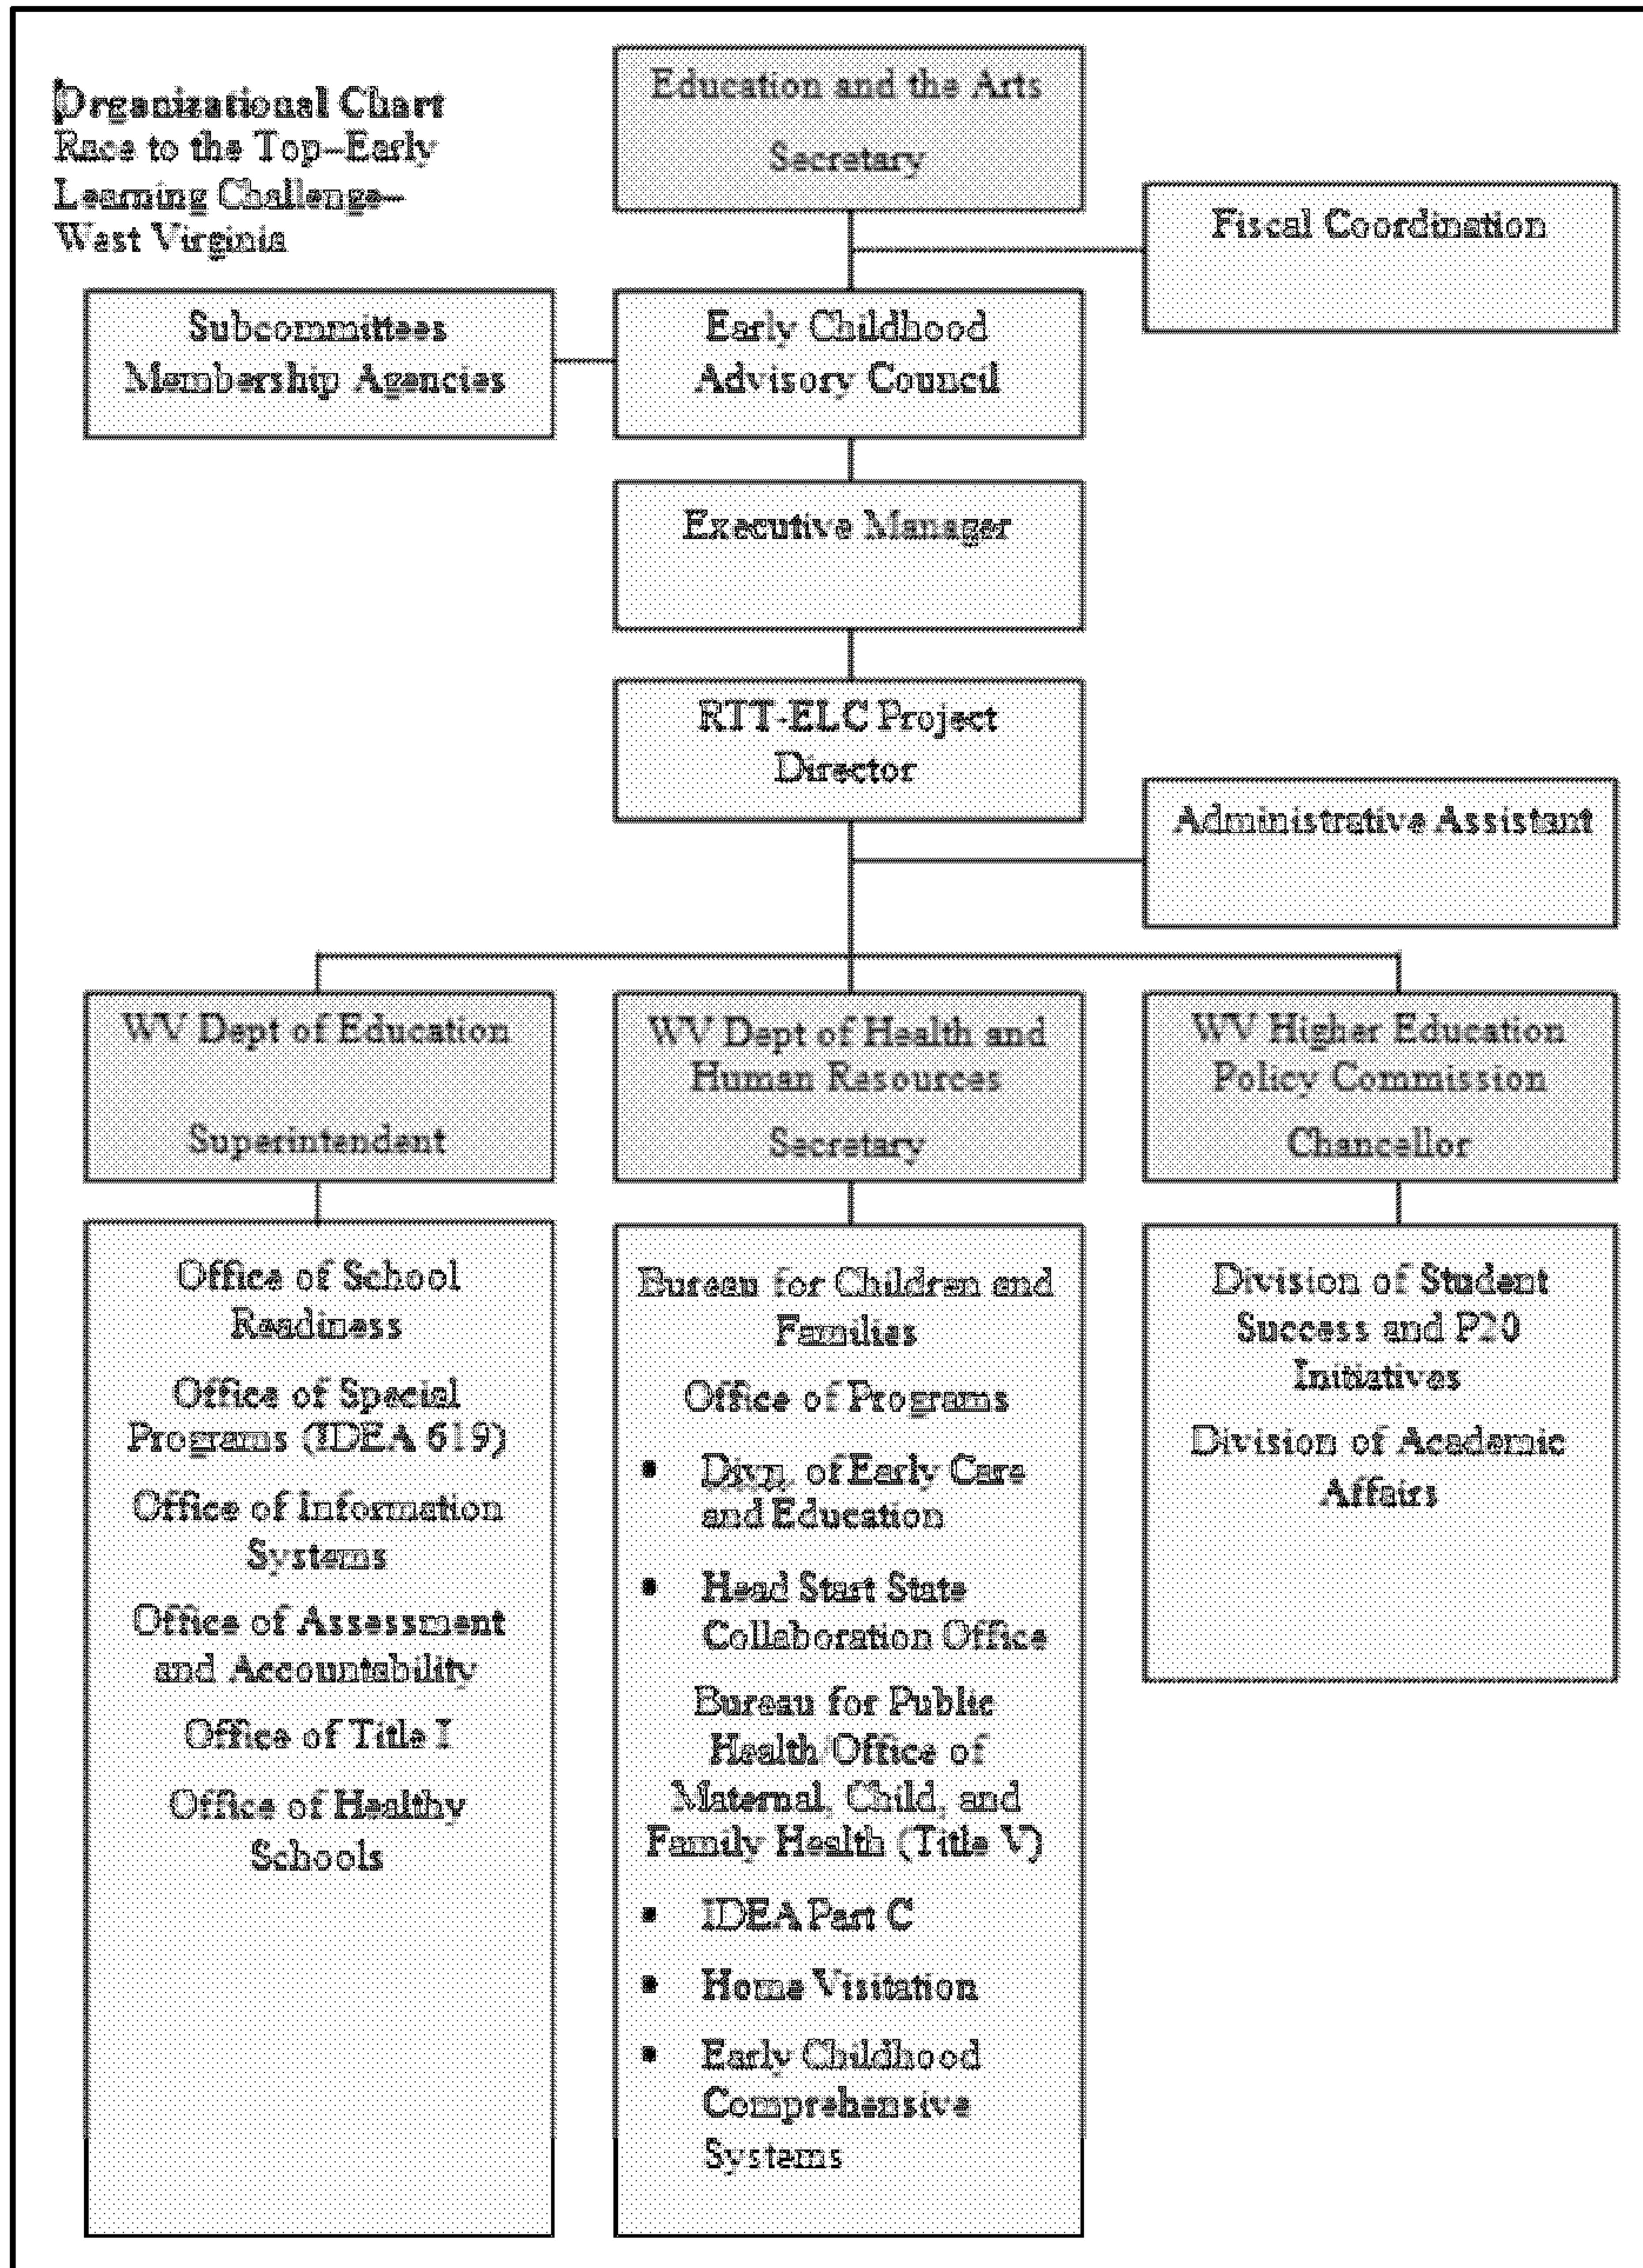 Organizational Chart
Race to the Top–Early
Learning Challenge–
West Virginia
Education and the Arts
Secretary
Fiscal Coordination
Subcommittees
Membership Agencies
Early Childhood
Advisory Council
Executive Manager
RTT-ELC Project
Director
Administrative Assistant
WV Dept of Education
Superintendent
WV Dept of Health and
Human Resources
Secretary
WV Higher Education
Policy Commission
Chancellor
Office of School
Readiness
Office of Special
Programs (IDEA 619)
Office of Information
Systems
Office of Assessment
and Accountability
Office of Title I
Office of Healthy
Schools
Bureau for Children and
Families
Office of Programs
▪ Divn. of Early Care
and Education
▪ Head Start State
Collaboration Office
Bureau for Public
Health/Office of
Maternal, Child, and
Family Health (Title V)
▪ IDEA Part C
▪ Home Visitation
▪ Early Childhood
Comprehensive
Systems
Division of Student
Success and P20
Initiatives
Division of Academic
Affairs